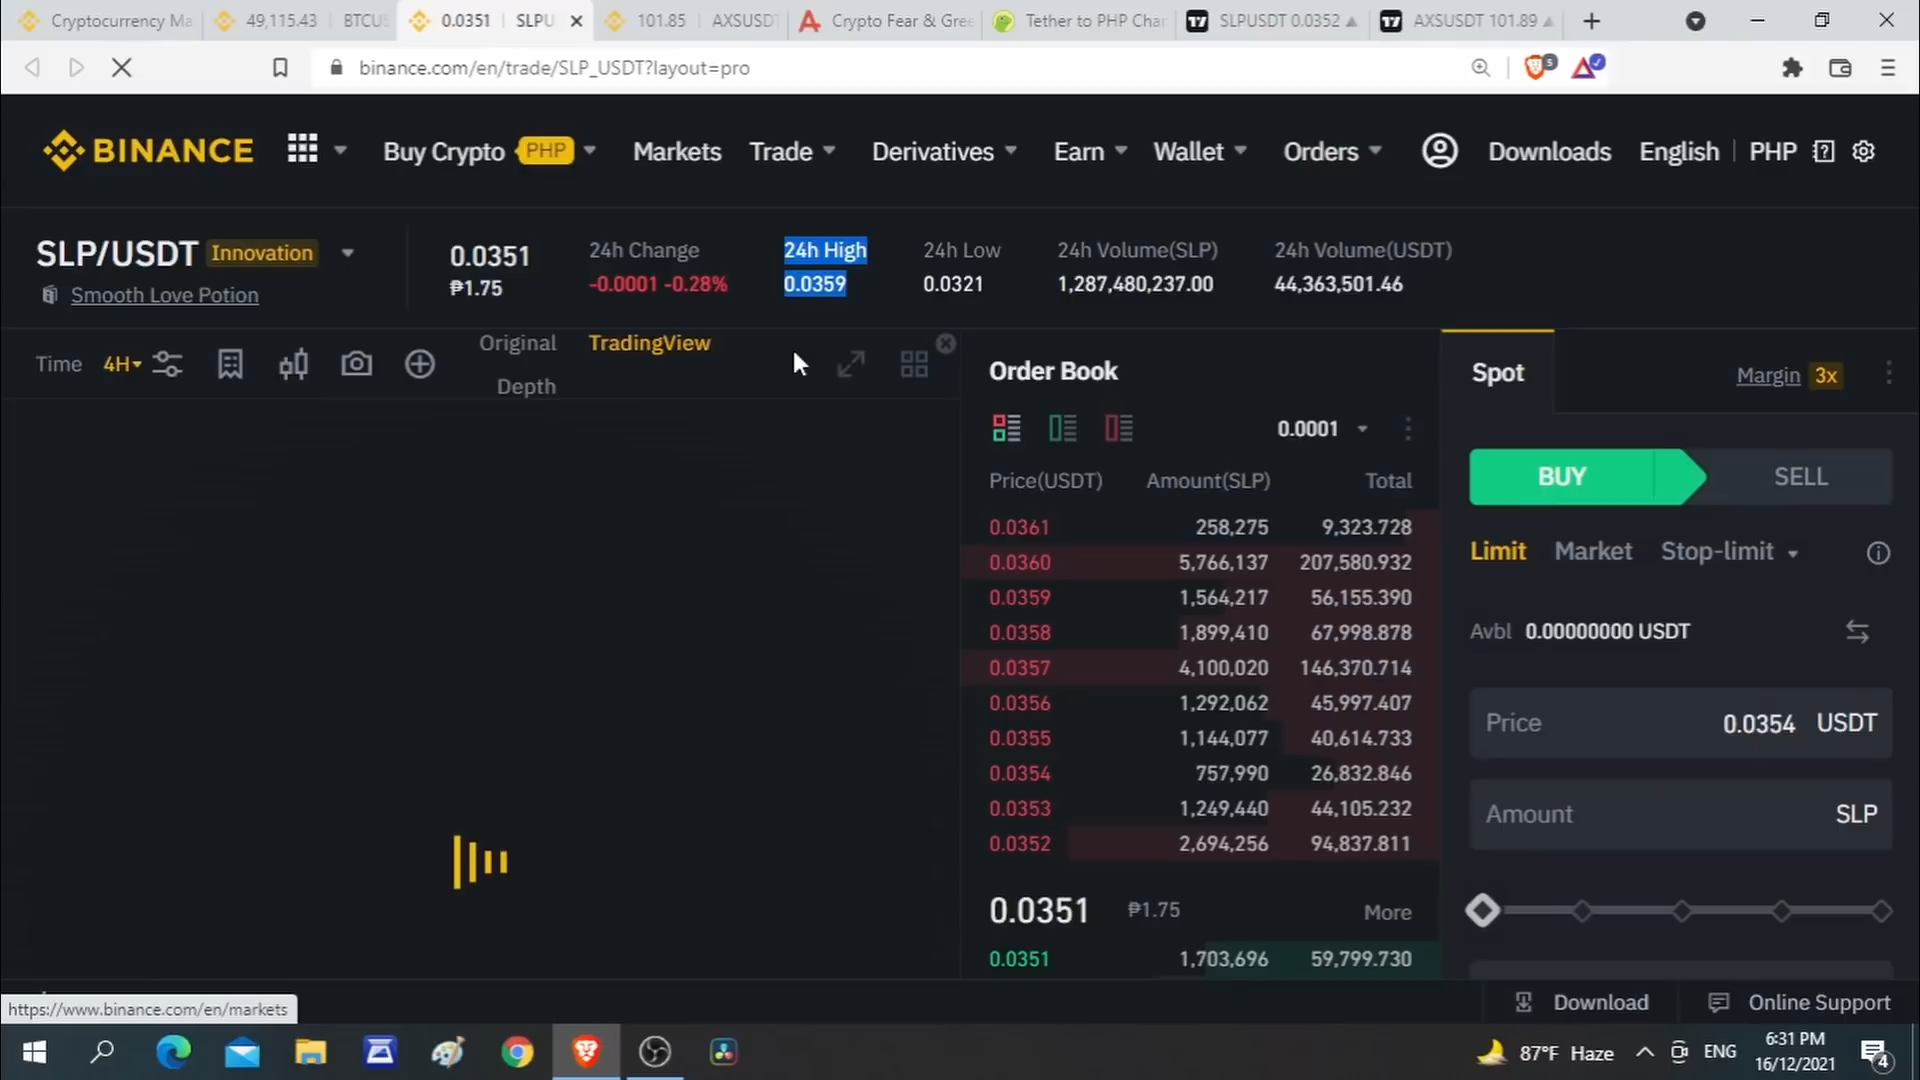 Cryptocurrency Ma
49,115.43 | BTCUS
0.0351 | SLPU
101.85 | AXSUSDT
Crypto Fear & Gree
Tether to PHP Char
SLPUSDT 0.0352 ▲
AXSUSDT 101.89 ▲
binance.com/en/trade/SLP_USDT?layout=pro
5
BINANCE
Buy Crypto PHP
Markets
Trade
Derivatives
Earn
Wallet
Orders
Downloads
English
PHP
SLP/USDT Innovation
Smooth Love Potion
0.0351
₱1.75
24h Change
-0.0001 -0.28%
24h High
0.0359
24h Low
0.0321
24h Volume(SLP)
1,287,480,237.00
24h Volume(USDT)
44,363,501.46
Time 4H
Original
TradingView
Depth
Order Book
0.0001
Price(USDT) Amount(SLP) Total
0.0361 258,275 9,323.728
0.0360 5,766,137 207,580.932
0.0359 1,564,217 56,155.390
0.0358 1,899,410 67,998.878
0.0357 4,100,020 146,370.714
0.0356 1,292,062 45,997.407
0.0355 1,144,077 40,614.733
0.0354 757,990 26,832.846
0.0353 1,249,440 44,105.232
0.0352 2,694,256 94,837.811
0.0351 ₱1.75 More
0.0351 1,703,696 59,799.730
Spot
Margin 3x
BUY
SELL
Limit
Market
Stop-limit
Avbl 0.00000000 USDT
Price 0.0354 USDT
Amount SLP
https://www.binance.com/en/markets
Download
Online Support
87°F Haze
ENG
6:31 PM
16/12/2021
4